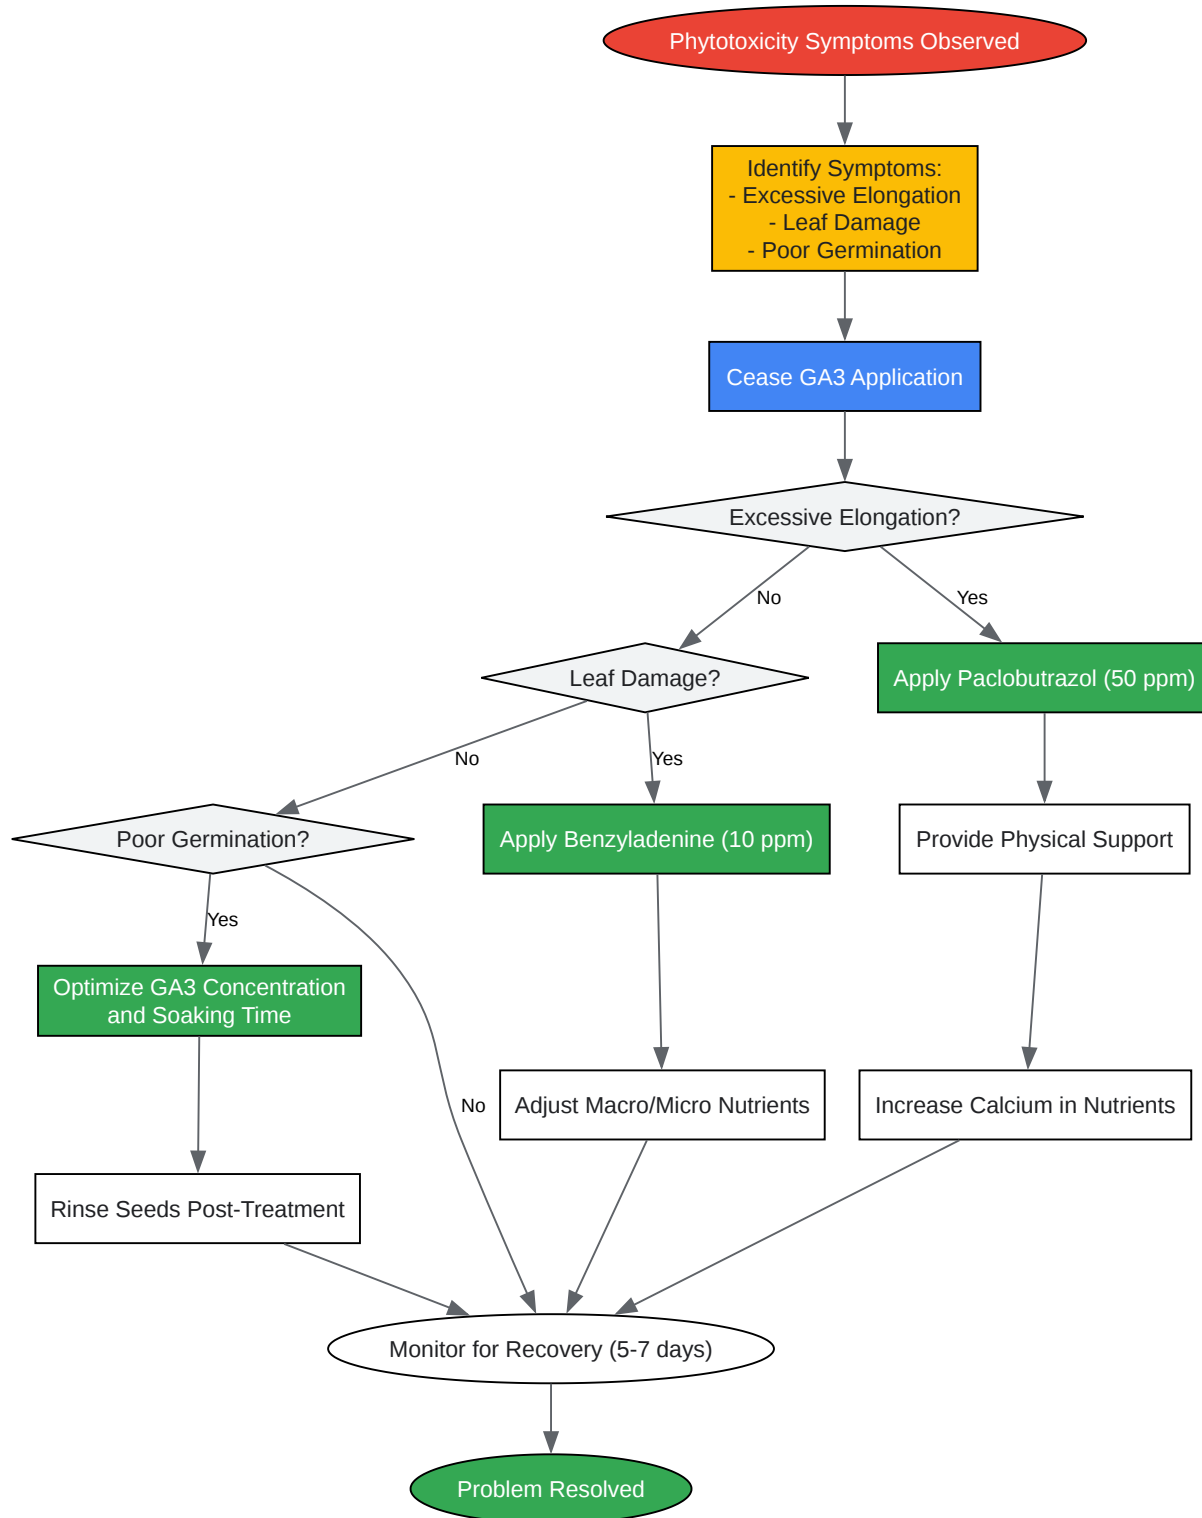 Phytotoxicity Symptoms Observed
Identify Symptoms:
- Excessive Elongation
- Leaf Damage
- Poor Germination
Cease GA3 Application
Excessive Elongation?
No
Yes
Leaf Damage?
Apply Paclobutrazol (50 ppm)
No
Yes
Poor Germination?
Apply Benzyladenine (10 ppm)
Provide Physical Support
Yes
Optimize GA3 Concentration
and Soaking Time
No
Adjust Macro/Micro Nutrients
Increase Calcium in Nutrients
Rinse Seeds Post-Treatment
Monitor for Recovery (5-7 days)
Problem Resolved